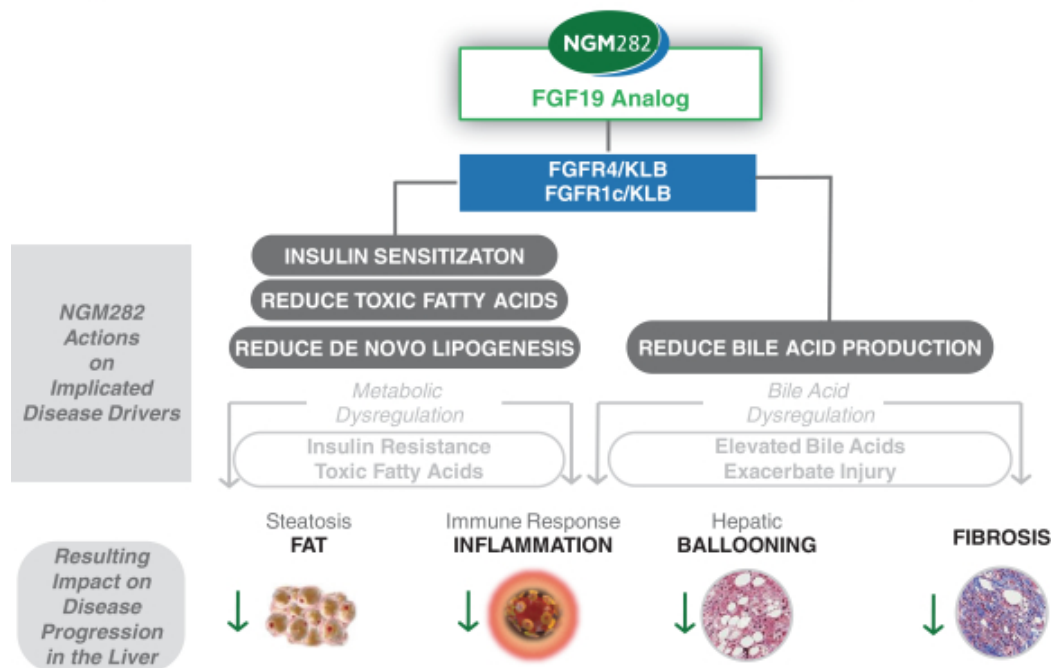 NGM282
FGF19 Analog
FGFR4/KLB
FGFR1c/KLB
INSULIN SENSITIZATON
REDUCE TOXIC FATTY ACIDS
REDUCE DE NOVO LIPOGENESIS
REDUCE BILE ACID PRODUCTION
NGM282
Actions
on
Implicated
Disease Drivers
Metabolic
Dysregulation
Insulin Resistance
Toxic Fatty Acids
Bile Acid
Dysregulation
Elevated Bile Acids
Exacerbate Injury
Steatosis
FAT
Immune Response
INFLAMMATION
Hepatic
BALLOONING
FIBROSIS
Resulting
Impact on
Disease
Progression
in the Liver